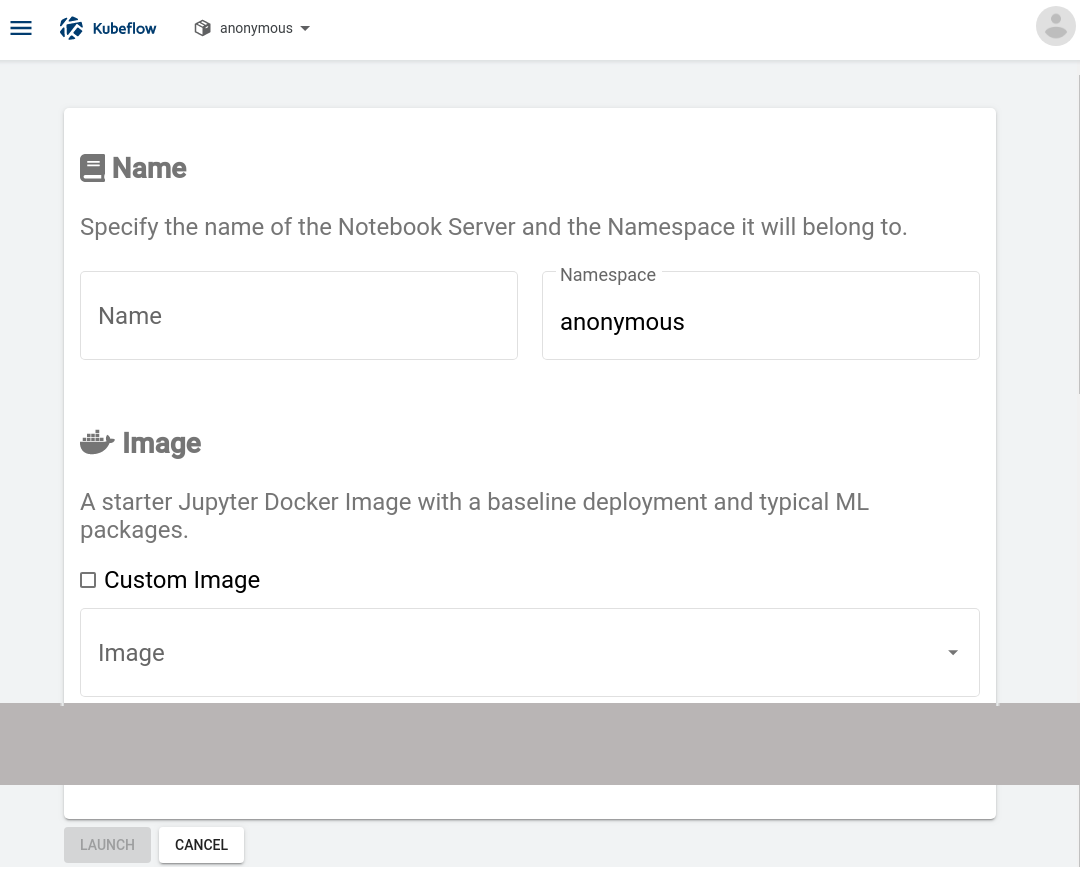 Kubeflow
anonymous
Name
Specify the name of the Notebook Server and the Namespace it will belong to.
Name
Namespace
anonymous
Image
A starter Jupyter Docker Image with a baseline deployment and typical ML
packages.
Custom Image
Image
LAUNCH
CANCEL